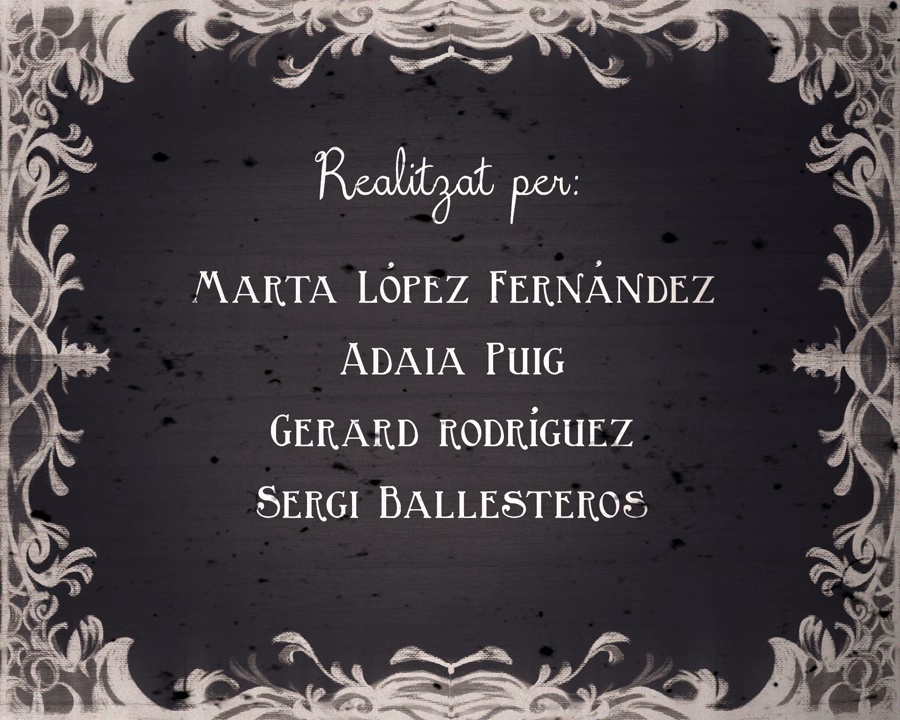 Realitzat per:
Marta López Fernández
Adaia Puig
Gerard rodríguez
Sergi Ballesteros